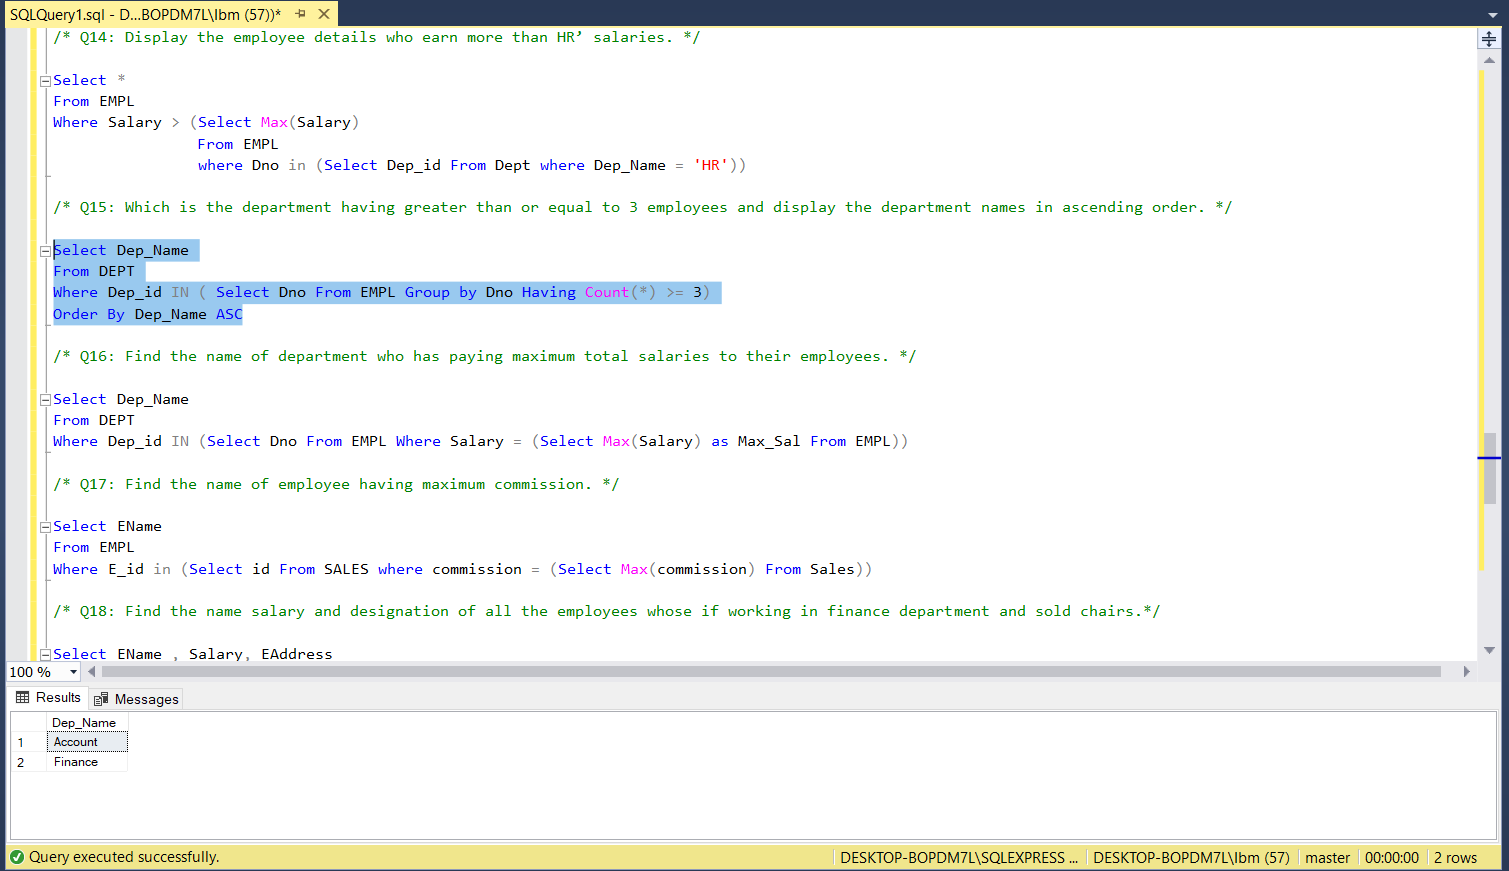 SQLQuery1.sql - D...BOPDM7L\Ibm (57))*
/* Q14: Display the employee details who earn more than HR’ salaries. */
Select *
From EMPL
Where Salary > (Select Max(Salary)
From EMPL
where Dno in (Select Dep_id From Dept where Dep_Name = 'HR'))
/* Q15: Which is the department having greater than or equal to 3 employees and display the department names in ascending order. */
Select Dep_Name
From DEPT
Where Dep_id IN ( Select Dno From EMPL Group by Dno Having Count(*) >= 3)
Order By Dep_Name ASC
/* Q16: Find the name of department who has paying maximum total salaries to their employees. */
Select Dep_Name
From DEPT
Where Dep_id IN (Select Dno From EMPL Where Salary = (Select Max(Salary) as Max_Sal From EMPL))
/* Q17: Find the name of employee having maximum commission. */
Select EName
From EMPL
Where E_id in (Select id From SALES where commission = (Select Max(commission) From Sales))
/* Q18: Find the name salary and designation of all the employees whose if working in finance department and sold chairs.*/
Select EName , Salary, EAddress
100 %
Results Messages
Dep_Name
1 Account
2 Finance
Query executed successfully. DESKTOP-BOPDM7L\SQLEXPRESS ... DESKTOP-BOPDM7L\Ibm (57) master 00:00:00 2 rows